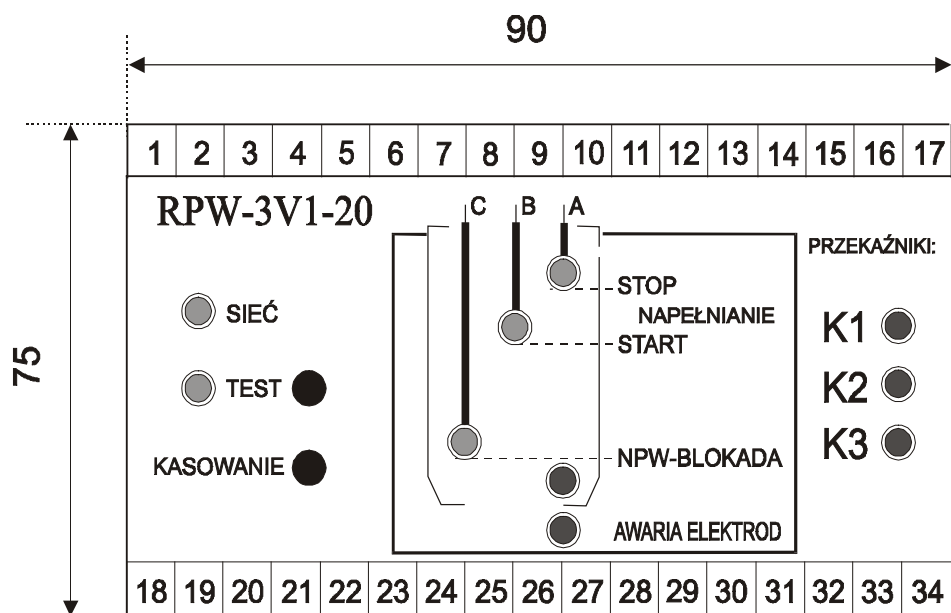 90
75
1 2 3 4 5 6 7 8 9 10 11 12 13 14 15 16 17
RPW-3V1-20
C B A
PRZEKAŹNIKI:
STOP
SIEĆ
NAPEŁNIANIE
START
K1
TEST
K2
KASOWANIE
NPW-BLOKADA
K3
AWARIA ELEKTROD
18 19 20 21 22 23 24 25 26 27 28 29 30 31 32 33 34